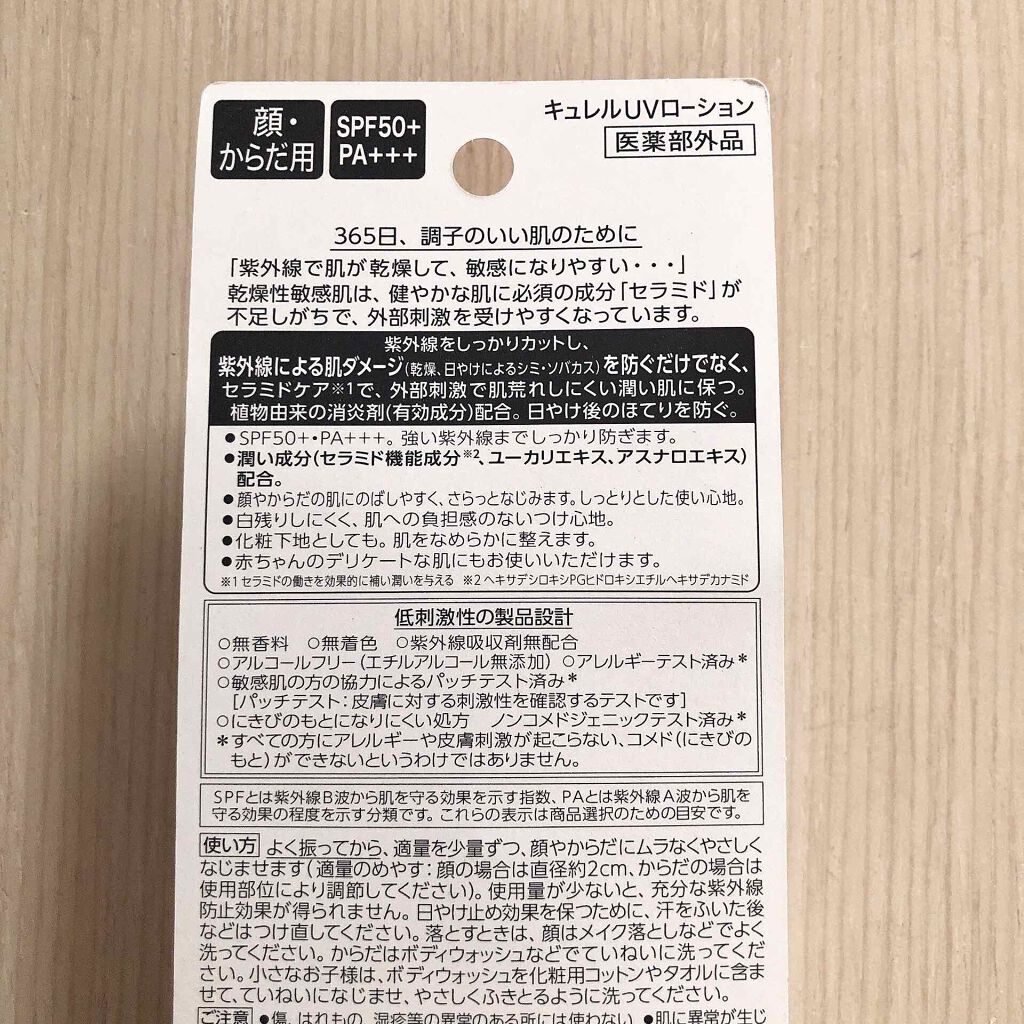 顔・
からだ用
SPF50+
PA+++
キュレルUVローション
医薬部外品
365日、調子のいい肌のために
「紫外線で肌が乾燥して、敏感になりやすい・・・」
乾燥性敏感肌は、健やかな肌に必須の成分「セラミド」が
不足しがちで、外部刺激を受けやすくなっています。
紫外線をしっかりカットし、
紫外線による肌ダメージ(乾燥、日やけによるシミ・ソバカス)を防ぐだけでなく、
セラミドケア※1で、外部刺激で肌荒れしにくい潤い肌に保つ。
植物由来の消炎剤(有効成分)配合。日やけ後のほてりを防ぐ。
●SPF50+・PA+++。強い紫外線までしっかり防ぎます。
●潤い成分(セラミド機能成分※2、ユーカリエキス、アスナロエキス)
配合。
●顔やからだの肌にのばしやすく、さらっとなじみます。しっとりとした使い心地。
●白残りしにくく、肌への負担感のないつけ心地。
●化粧下地としても。肌をなめらかに整えます。
●赤ちゃんのデリケートな肌にもお使いいただけます。
※1 セラミドの働きを効果的に補い潤いを与える ※2 ヘキサデシロキシPGヒドロキシエチルヘキサデカナミド
低刺激性の製品設計
○無香料 ○無着色 ○紫外線吸収剤無配合
○アルコールフリー(エチルアルコール無添加) ○アレルギーテスト済み*
○敏感肌の方の協力によるパッチテスト済み*
[パッチテスト:皮膚に対する刺激性を確認するテストです]
○にきびのもとになりにくい処方 ノンコメドジェニックテスト済み*
*すべての方にアレルギーや皮膚刺激が起こらない、コメド(にきびの
もと)ができないというわけではありません。
SPFとは紫外線B波から肌を守る効果を示す指数、PAとは紫外線A波から肌を
守る効果の程度を示す分類です。これらの表示は商品選択のための目安です。
使い方 よく振ってから、適量を少量ずつ、顔やからだにムラなくやさしく
なじませます(適量のめやす:顔の場合は直径約2cm、からだの場合は
使用部位により調節してください)。使用量が少ないと、充分な紫外線
防止効果が得られません。日やけ止め効果を保つために、汗をふいた後
などはつけ直してください。落とすときは、顔はメイク落としなどでよく
洗ってください。からだはボディウォッシュなどでていねいに洗ってくだ
さい。小さなお子様は、ボディウォッシュを化粧用コットンやタオルに含ま
せて、ていねいになじませ、やさしくふきとるように洗ってください。
ご注意 ●傷、はれもの、湿疹等の異常のある所には使わない ●肌に異常が生じ